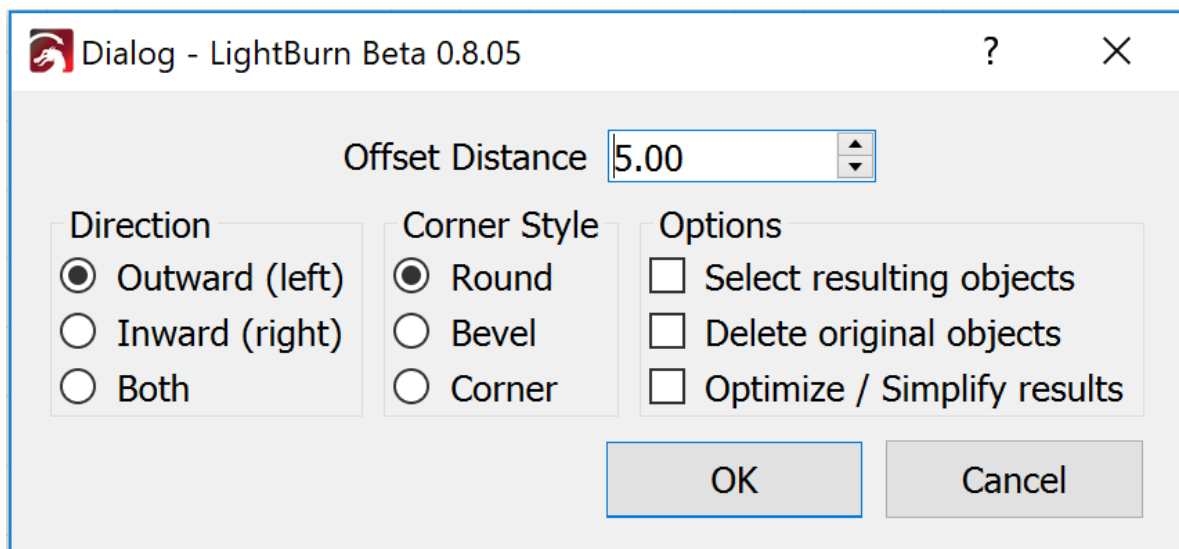 Dialog - LightBurn Beta 0.8.05
Offset Distance 5.00
Direction
Outward (left)
Inward (right)
Both
Corner Style
Round
Bevel
Corner
Options
Select resulting objects
Delete original objects
Optimize / Simplify results
OK
Cancel